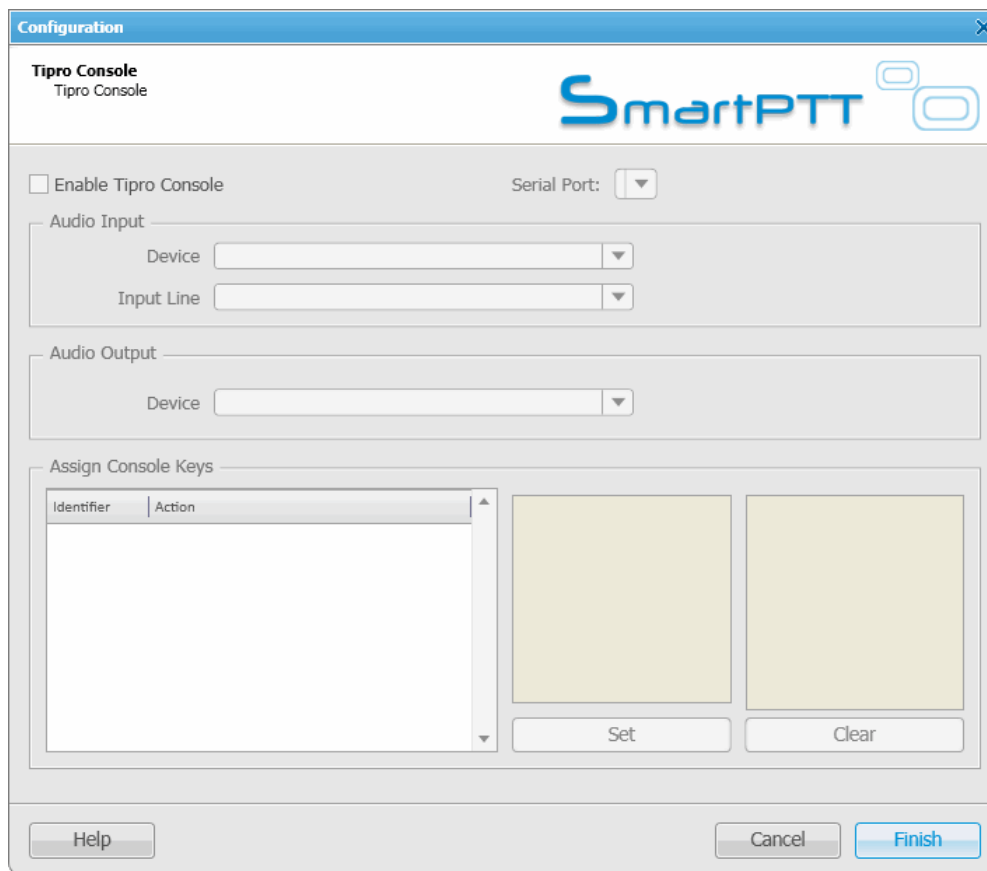 Configuration
Tipro Console
Tipro Console
SmartPTT
Enable Tipro Console Serial Port:
Audio Input
Device
Input Line
Audio Output
Device
Assign Console Keys
Identifier Action
Set Clear
Help Cancel Finish